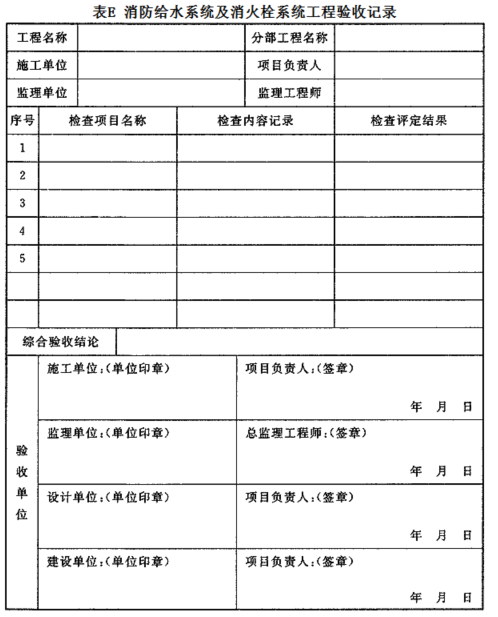 表E 消防给水系统及消火栓系统工程验收记录
工程名称 分部工程名称
施工单位 项目负责人
监理单位 监理工程师
序号 检查项目名称 检查内容记录 检查评定结果
1
2
3
4
5
综合验收结论
验收单位
施工单位:(单位印章) 项目负责人:(签章)
年 月 日
监理单位:(单位印章) 总监理工程师:(签章)
年 月 日
设计单位:(单位印章) 项目负责人:(签章)
年 月 日
建设单位:(单位印章) 项目负责人:(签章)
年 月 日